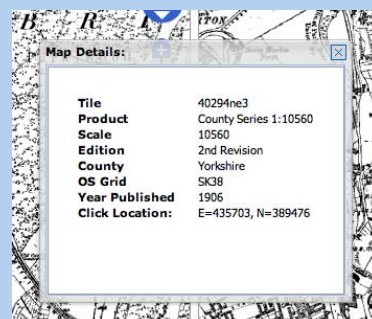 B R I
TON
Map Details:
Tile 40294ne3
Product County Series 1:10560
Scale 10560
Edition 2nd Revision
County Yorkshire
OS Grid SK38
Year Published 1906
Click Location: E=435703, N=389476